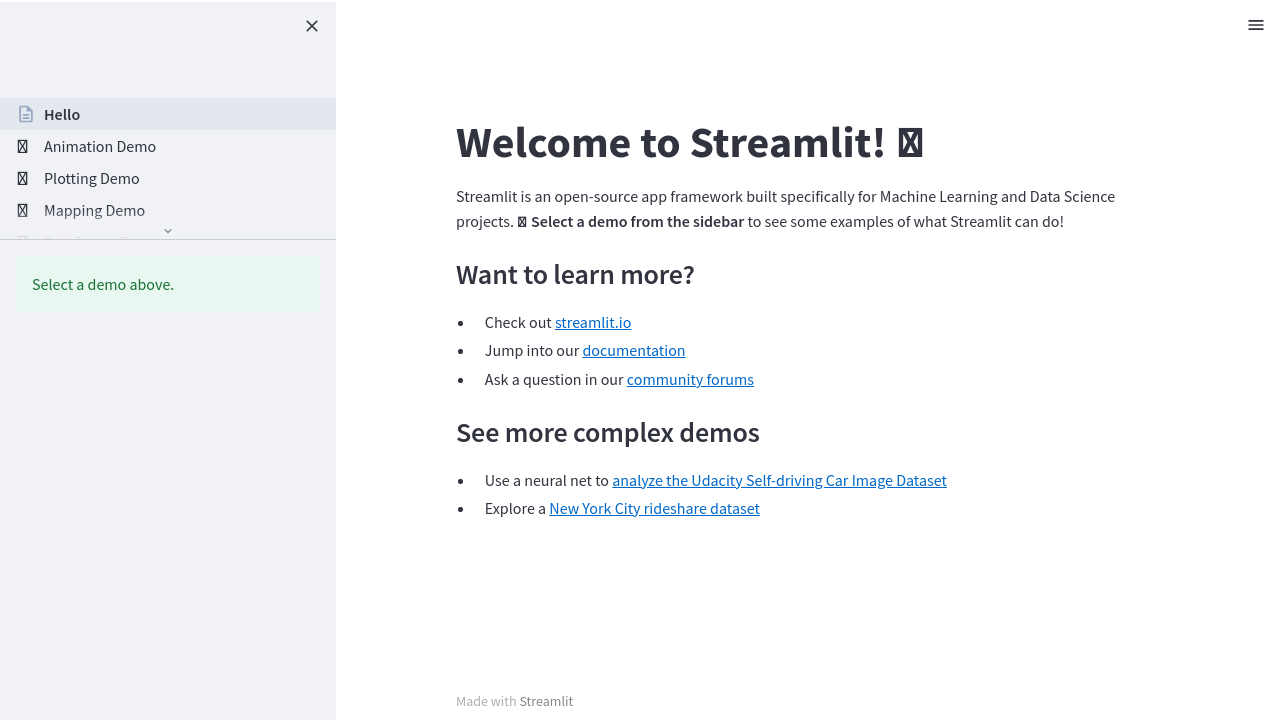 Hello
Animation Demo
Plotting Demo
Mapping Demo
Select a demo above.
Welcome to Streamlit!
Streamlit is an open-source app framework built specifically for Machine Learning and Data Science
projects. Select a demo from the sidebar to see some examples of what Streamlit can do!
Want to learn more?
Check out streamlit.io
Jump into our documentation
Ask a question in our community forums
See more complex demos
Use a neural net to analyze the Udacity Self-driving Car Image Dataset
Explore a New York City rideshare dataset
Made with Streamlit